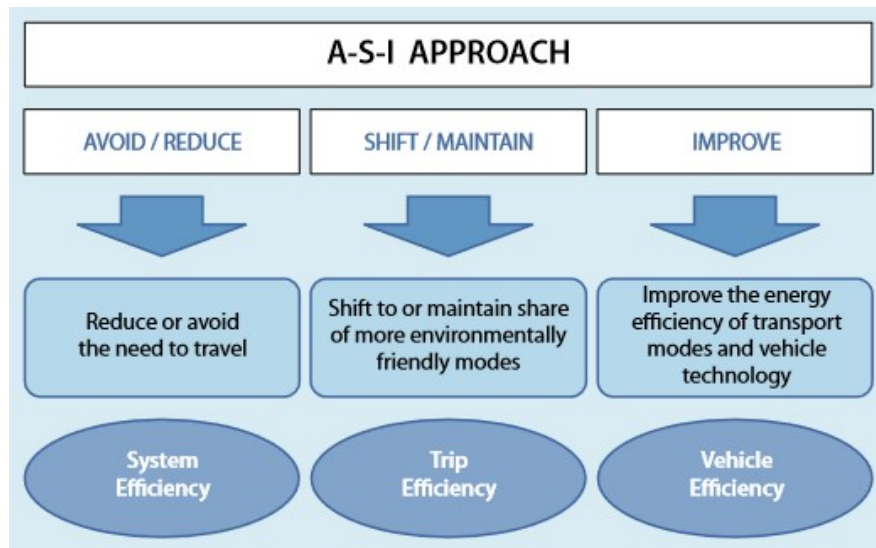 A-S-I APPROACH
AVOID / REDUCE
SHIFT / MAINTAIN
IMPROVE
Reduce or avoid
the need to travel
Shift to or maintain share
of more environmentally
friendly modes
Improve the energy
efficiency of transport
modes and vehicle
technology
System
Efficiency
Trip
Efficiency
Vehicle
Efficiency